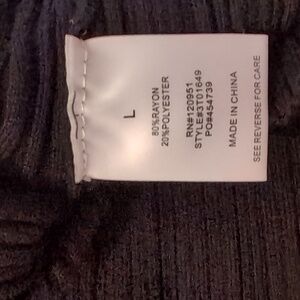 L
80%RAYON
20%POLYESTER
RN#120951
STYLE#3T01649
PO#454739
MADE IN CHINA
SEE REVERSE FOR CARE